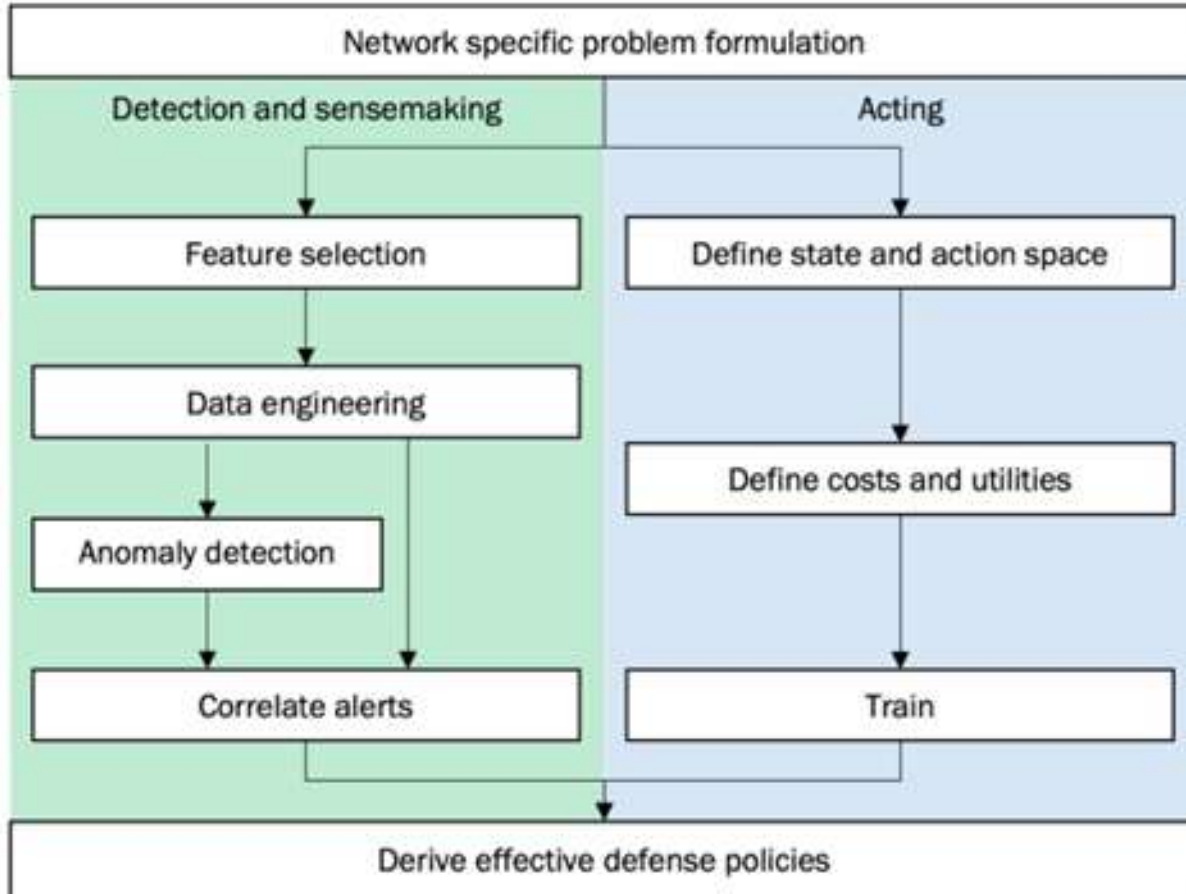 Network specific problem formulation
Detection and sensemaking
Acting
Feature selection
Define state and action space
Data engineering
Define costs and utilities
Anomaly detection
Correlate alerts
Train
Derive effective defense policies